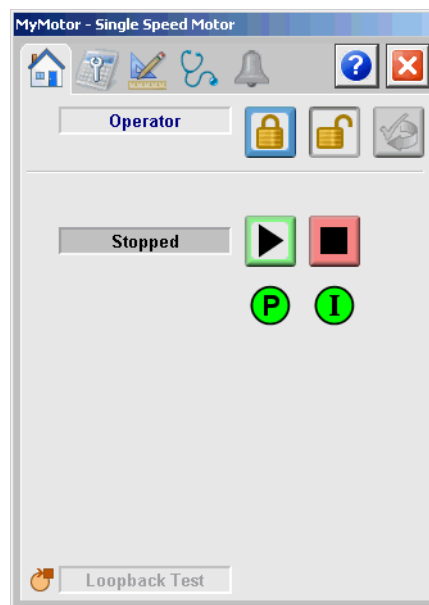 MyMotor - Single Speed Motor
?
Operator
Stopped
P I
Loopback Test